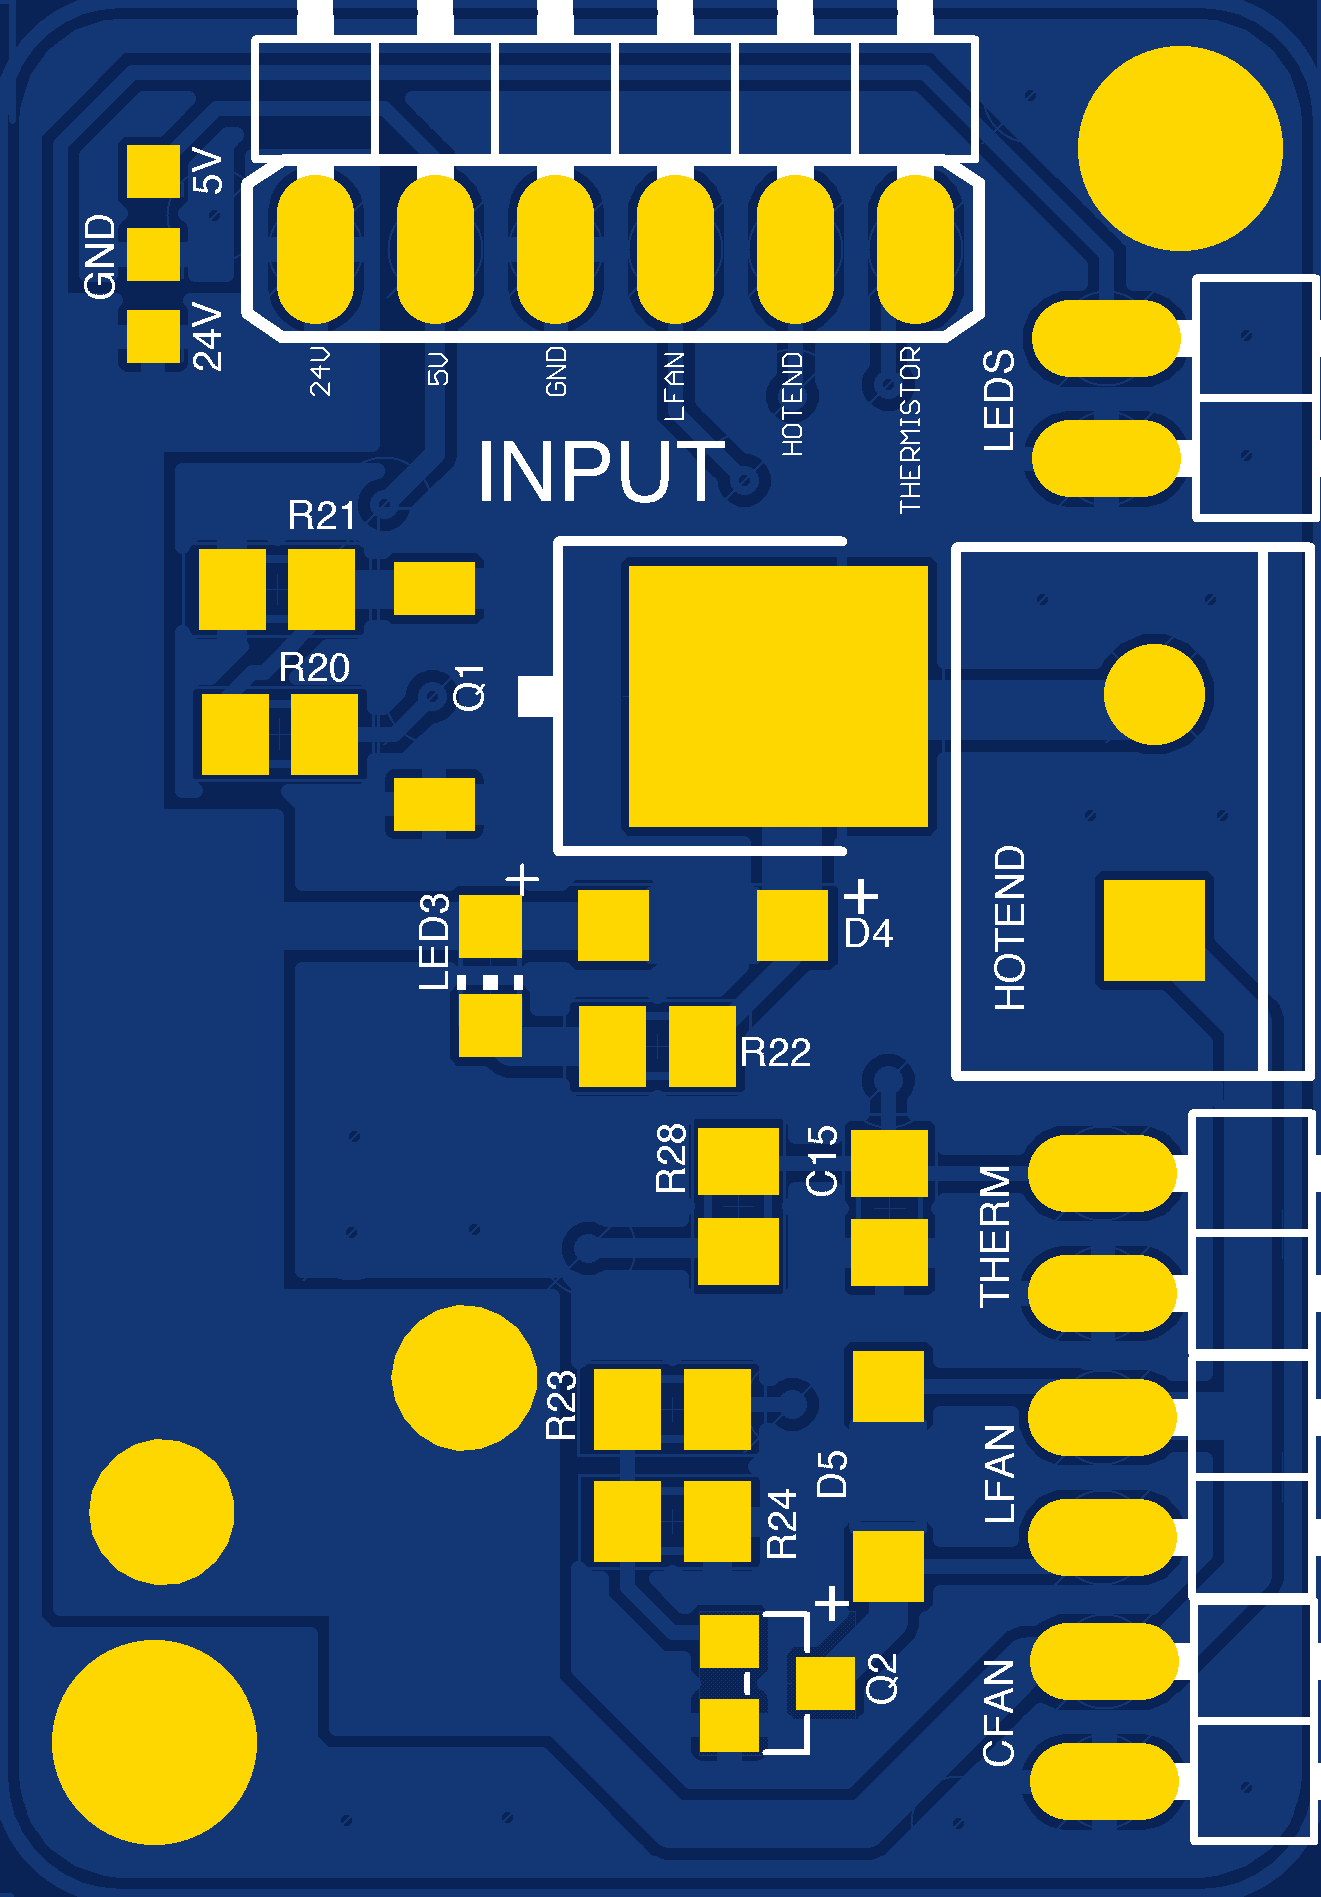 5V
GND
24V
24V
5V
GND
LFAN
HOTEND
THERMISTOR
LEDS
INPUT
R21
R20
Q1
LED3
+
+
D4
HOTEND
R22
R28
C15
THERM
R23
D5
LFAN
R24
+
Q2
CFAN